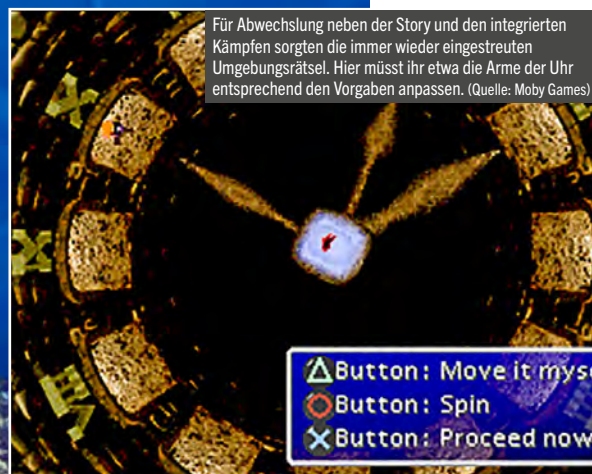 Für Abwechslung neben der Story und den integrierten
Kämpfen sorgten die immer wieder eingestreuten
Umgebungsrätsel. Hier müsst ihr etwa die Arme der Uhr
entsprechend den Vorgaben anpassen. (Quelle: Moby Games)
△Button: Move it myse
○Button: Spin
✕Button: Proceed now